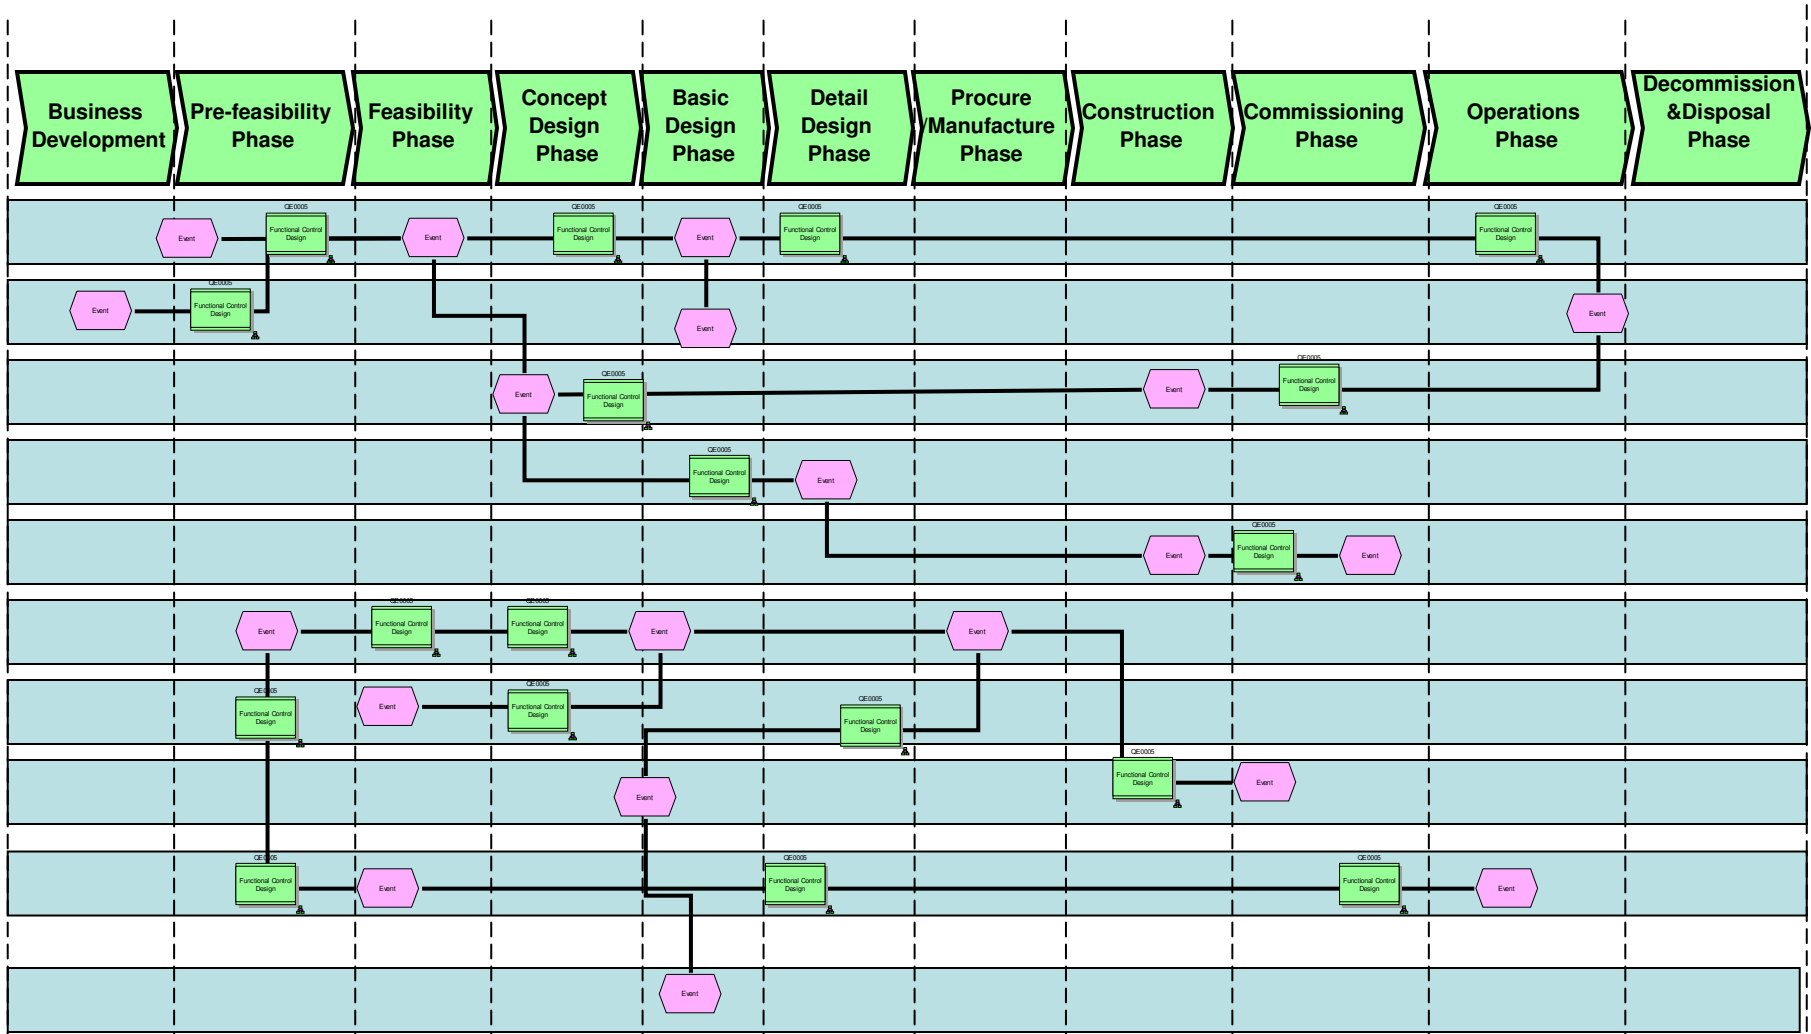 Business
Development
Pre-feasibility
Phase
Feasibility
Phase
Concept
Design
Phase
Basic
Design
Phase
Detail
Design
Phase
Procure
/Manufacture
Phase
Construction
Phase
Commissioning
Phase
Operations
Phase
Decommission
&Disposal
Phase
Event
QE0005
Functional Control
Design
Event
QE0005
Functional Control
Design
Event
QE0005
Functional Control
Design
QE0005
Functional Control
Design
Event
QE0005
Functional Control
Design
Event
Event
Event
QE0005
Functional Control
Design
Event
QE0005
Functional Control
Design
QE0005
Functional Control
Design
Event
Event
QE0005
Functional Control
Design
Event
Event
QE0005
Functional Control
Design
QE0005
Functional Control
Design
Event
Event
QE0005
Functional Control
Design
Event
QE0005
Functional Control
Design
QE0005
Functional Control
Design
Event
QE0005
Functional Control
Design
Event
QE0005
Functional Control
Design
Event
QE0005
Functional Control
Design
QE0005
Functional Control
Design
Event
Event